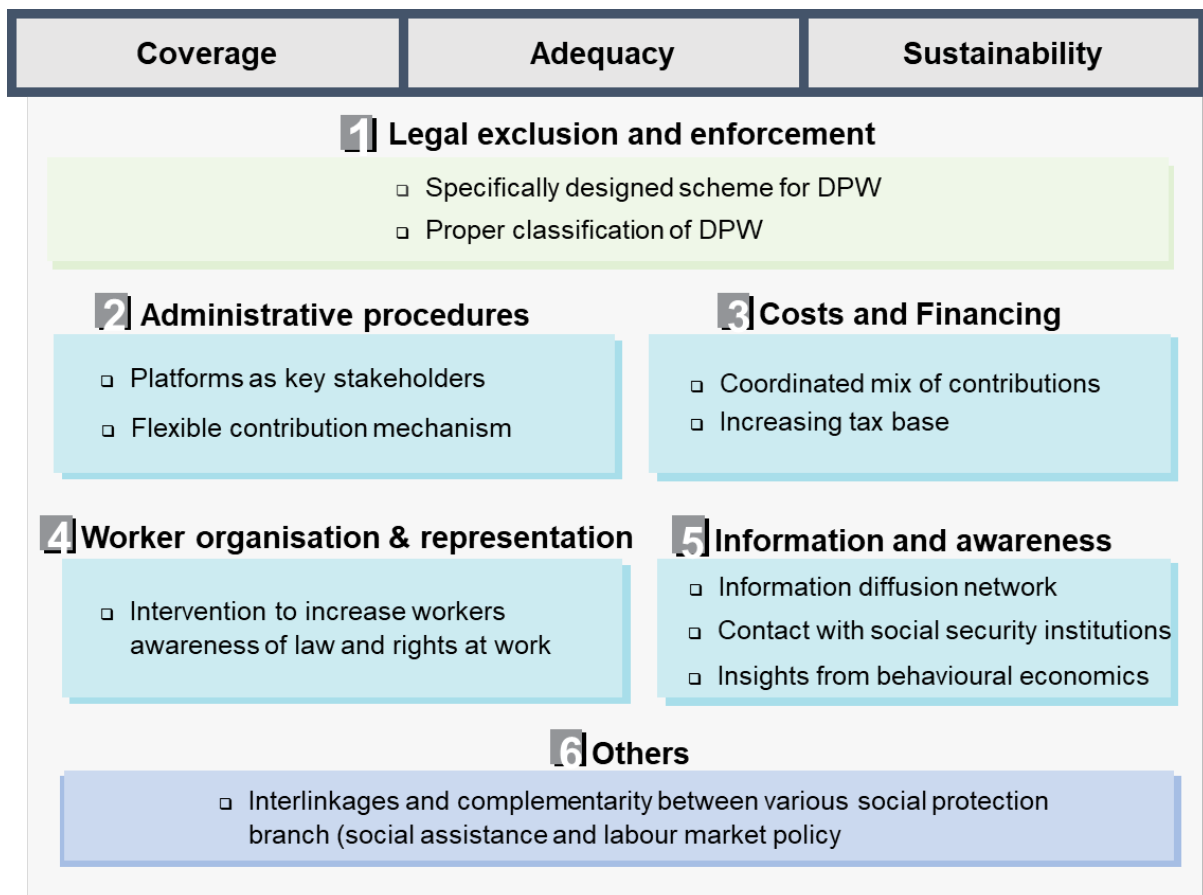 Coverage
Adequacy
Sustainability
1 Legal exclusion and enforcement
Specifically designed scheme for DPW
Proper classification of DPW
2 Administrative procedures
Platforms as key stakeholders
Flexible contribution mechanism
3 Costs and Financing
Coordinated mix of contributions
Increasing tax base
4 Worker organisation & representation
Intervention to increase workers
awareness of law and rights at work
5 Information and awareness
Information diffusion network
Contact with social security institutions
Insights from behavioural economics
6 Others
Interlinkages and complementarity between various social protection
branch (social assistance and labour market policy